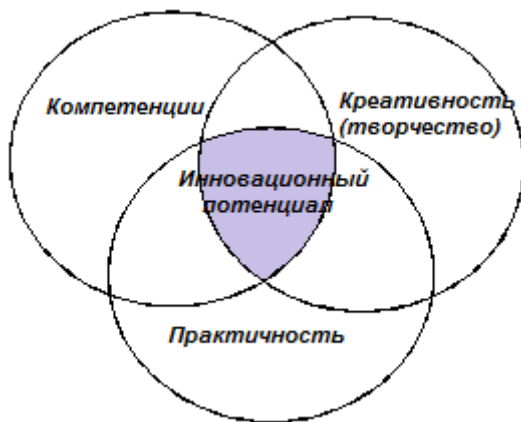 Компетенции
Креативность
(творчество)
Инновационный
потенциал
Практичность